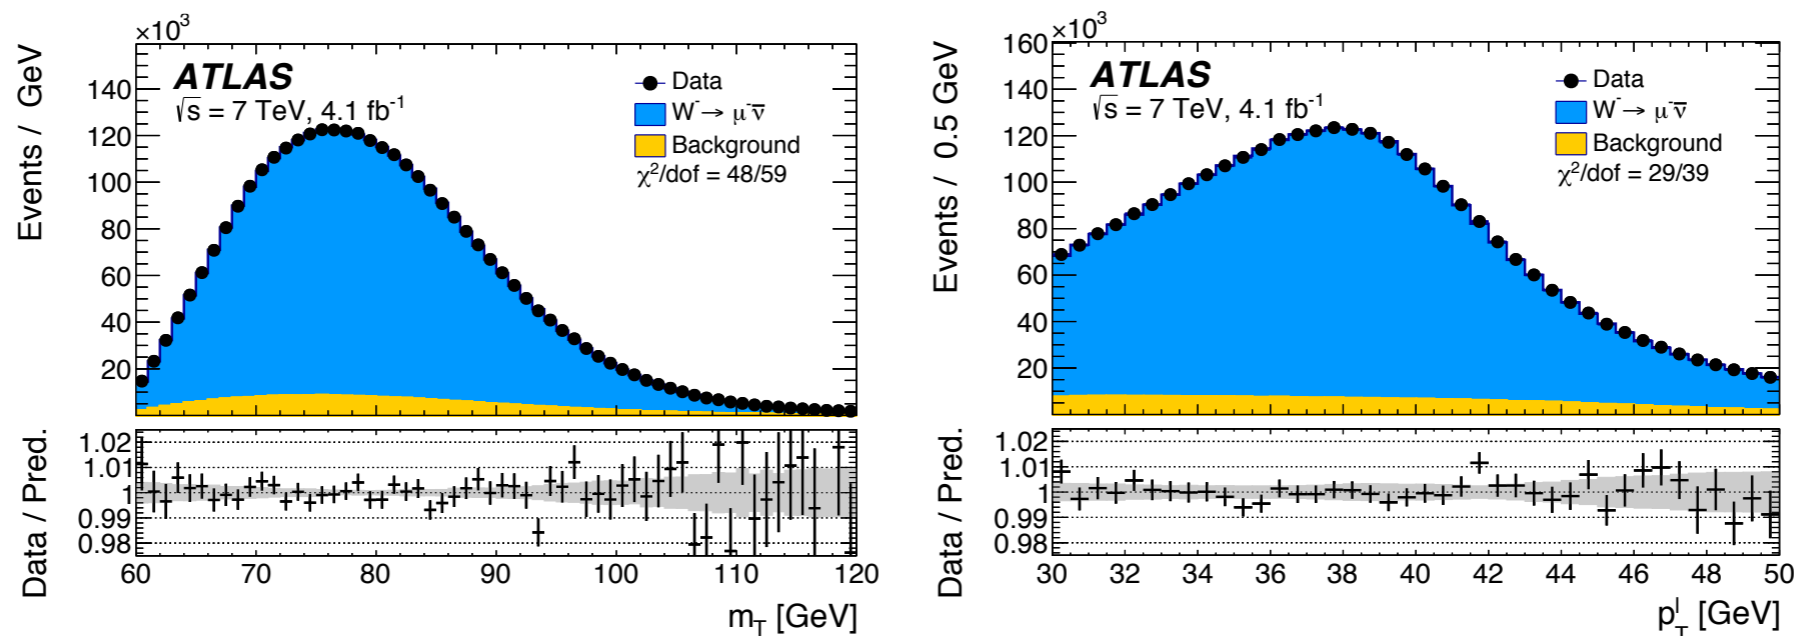 ×10³
Events / GeV
140
120
100
80
60
40
20
ATLAS
√s = 7 TeV, 4.1 fb⁻¹
Data
W⁻→ μ⁻ν̅
Background
χ²/dof = 48/59
Data / Pred.
1.02
1.01
1
0.99
0.98
60 70 80 90 100 110 120
m_T [GeV]
×10³
Events / 0.5 GeV
160
140
120
100
80
60
40
20
ATLAS
√s = 7 TeV, 4.1 fb⁻¹
Data
W⁻→ μ⁻ν̅
Background
χ²/dof = 29/39
Data / Pred.
1.02
1.01
1
0.99
0.98
30 32 34 36 38 40 42 44 46 48 50
p_T^l [GeV]